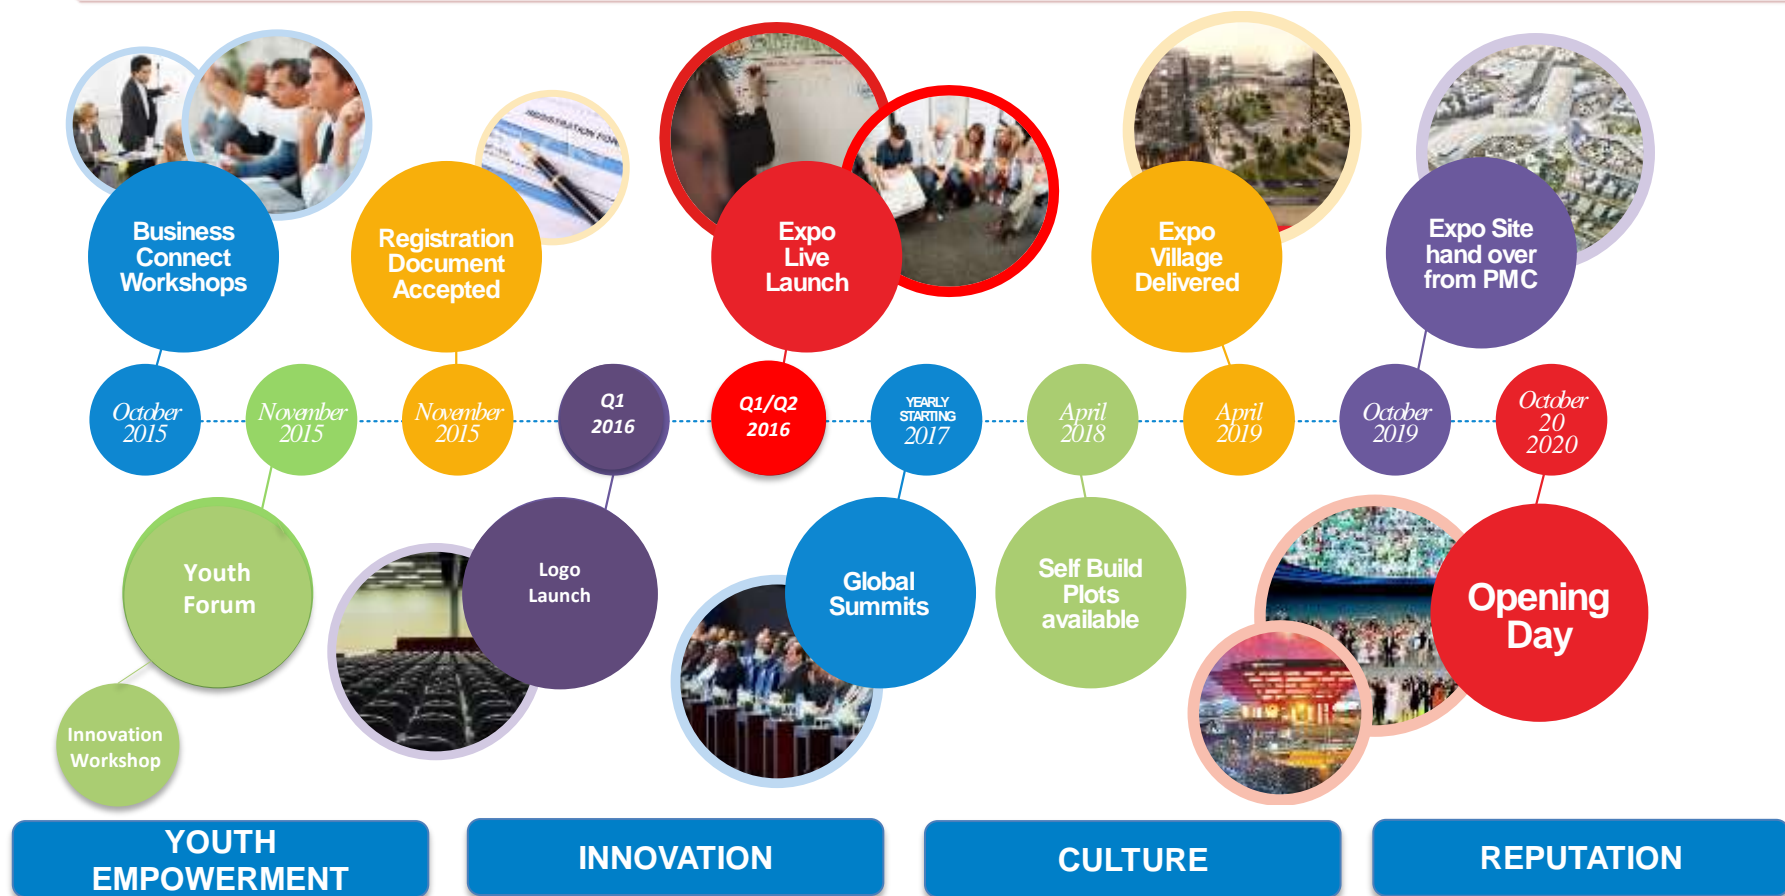 REGISTRATION FORM
Business
Connect
Workshops
Registration
Document
Accepted
Expo
Live
Launch
Expo
Village
Delivered
Expo Site
hand over
from PMC
October
2015
November
2015
November
2015
Q1
2016
Q1/Q2
2016
YEARLY
STARTING
2017
April
2018
April
2019
October
2019
October
20
2020
Youth
Forum
Logo
Launch
Global
Summits
Self Build
Plots
available
Opening
Day
Innovation
Workshop
YOUTH
EMPOWERMENT
INNOVATION
CULTURE
REPUTATION